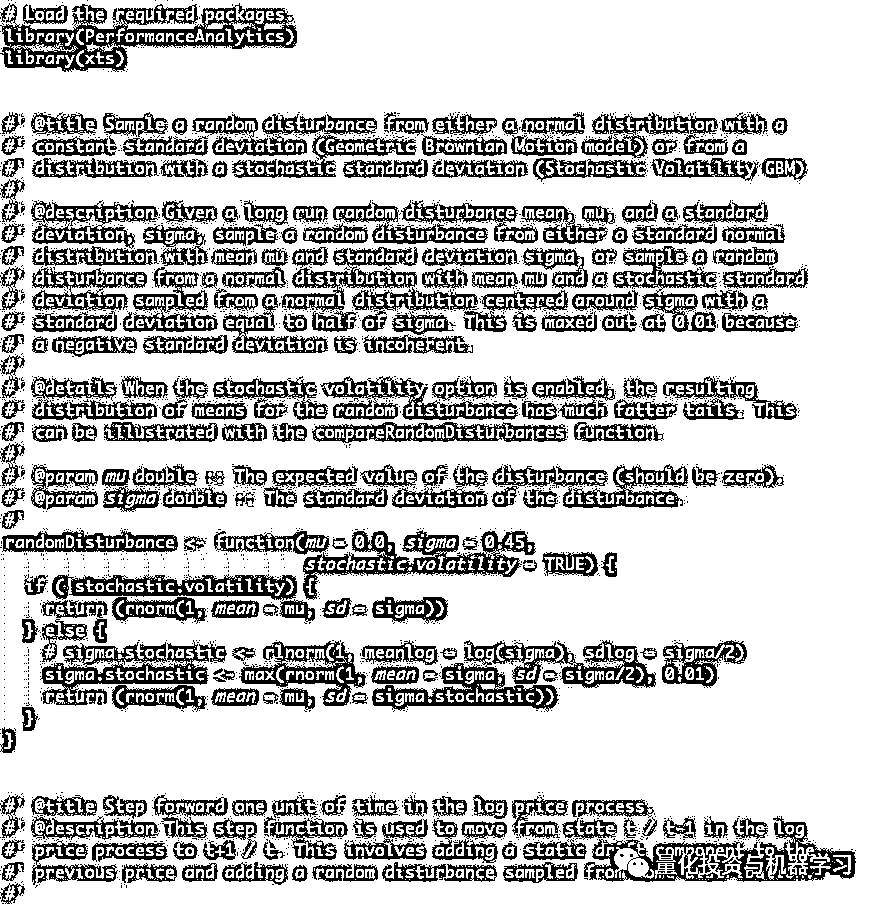 # Load the required packages.
library(PerformanceAnalytics)
library(xts)
#' @title Sample a random disturbance from either a normal distribution with a
#' constant standard deviation (Geometric Brownian Motion model) or from a
#' distribution with a stochastic standard deviation (Stochastic Volatility GBM)
#'
#' @description Given a long run random disturbance mean, mu, and a standard
#' deviation, sigma, sample a random disturbance from either a standard normal
#' distribution with mean mu and standard deviation sigma, or sample a random
#' disturbance from a normal distribution with mean mu and a stochastic standard
#' deviation sampled from a normal distribution centered around sigma with a
#' standard deviation equal to half of sigma. This is maxed out at 0.01 because
#' a negative standard deviation is incoherent.
#'
#' @details When the stochastic volatility option is enabled, the resulting
#' distribution of means for the random disturbance has much fatter tails. This
#' can be illustrated with the compareRandomDisturbances function.
#'
#' @param mu double :: The expected value of the disturbance (should be zero).
#' @param sigma double :: The standard deviation of the disturbance.
#'
randomDisturbance <- function(mu = 0.0, sigma = 0.45,
stochastic.volatility = TRUE) {
if (!stochastic.volatility) {
return (rnorm(1, mean = mu, sd = sigma))
} else {
# sigma.stochastic <- rlnorm(1, meanlog = log(sigma), sdlog = sigma/2)
sigma.stochastic <- max(rnorm(1, mean = sigma, sd = sigma/2), 0.01)
return (rnorm(1, mean = mu, sd = sigma.stochastic))
}
}
#' @title Step forward one unit of time in the log price process.
#' @description This step function is used to move from state t / t-1 in the log
#' price process to t+1 / t. This involves adding a static drift component to the
#' previous price and adding a random disturbance sampled from
#'
量化投资与机器学习